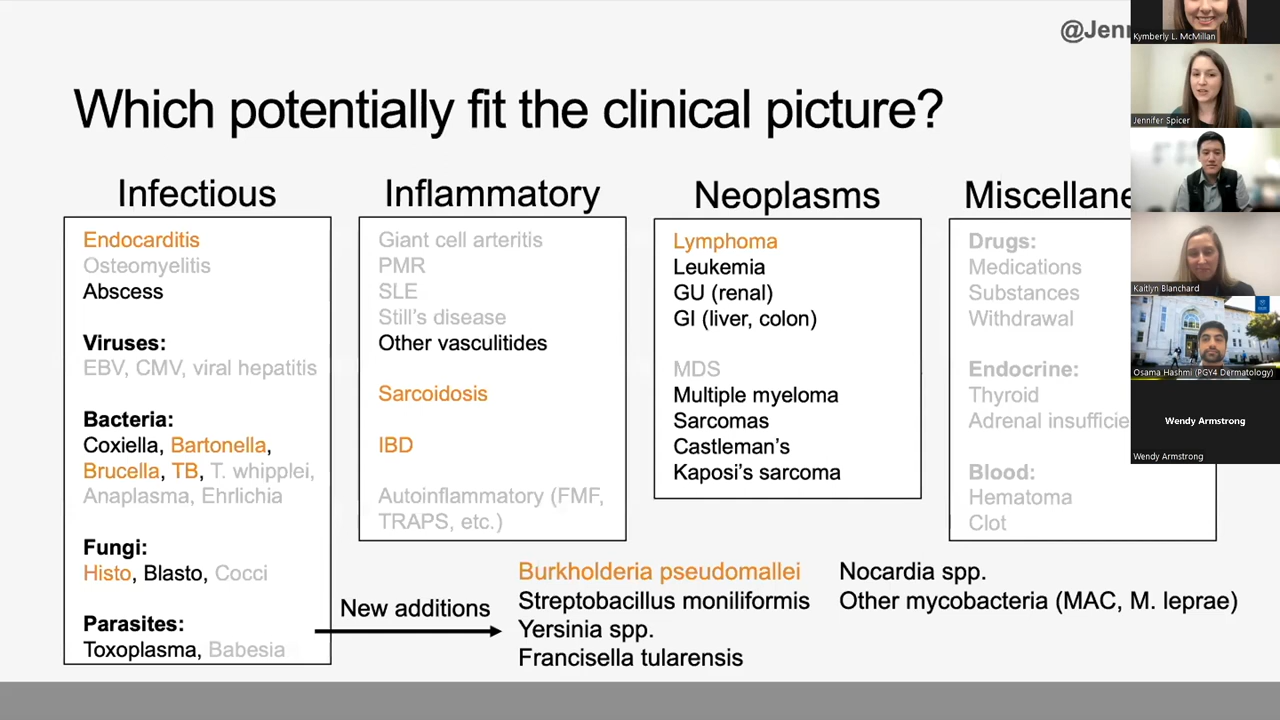 @Jenn
Which potentially fit the clinical picture?
Infectious
Endocarditis
Osteomyelitis
Abscess
Viruses:
EBV, CMV, viral hepatitis
Bacteria:
Coxiella, Bartonella,
Brucella, TB, T. whipplei,
Anaplasma, Ehrlichia
Fungi:
Histo, Blasto, Cocci
Parasites:
Toxoplasma, Babesia
Inflammatory
Giant cell arteritis
PMR
SLE
Still's disease
Other vasculitides
Sarcoidosis
IBD
Autoinflammatory (FMF,
TRAPS, etc.)
Neoplasms
Lymphoma
Leukemia
GU (renal)
GI (liver, colon)
MDS
Multiple myeloma
Sarcomas
Castleman's
Kaposi's sarcoma
Miscellane
Drugs:
Medications
Substances
Withdrawal
Endocrine:
Thyroid
Adrenal insufficie
Blood:
Hematoma
Clot
New additions
Burkholderia pseudomallei
Streptobacillus moniliformis
Yersinia spp.
Francisella tularensis
Nocardia spp.
Other mycobacteria (MAC, M. leprae)
Kymberly L. McMillan
Jennifer Spicer
Kaitlyn Blanchard
Osama Hashmi (PGY4 Dermatology)
Wendy Armstrong
Wendy Armstrong